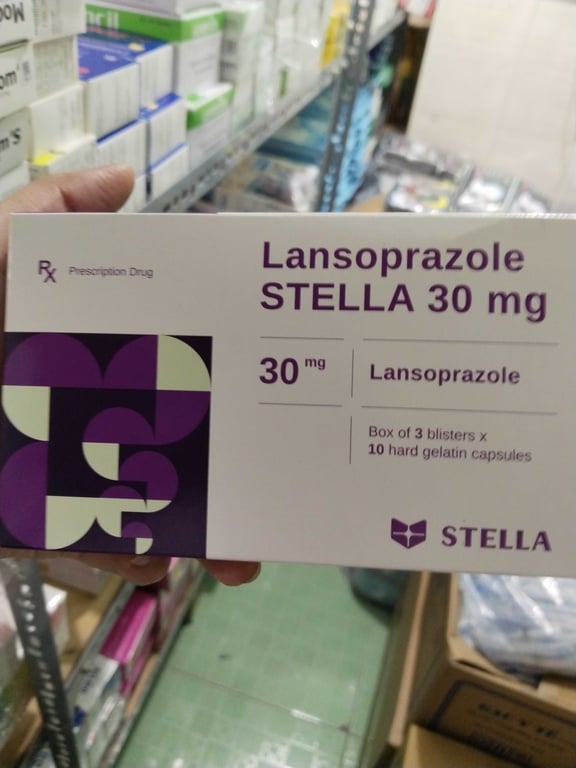 Rx Prescription Drug
Lansoprazole
STELLA 30 mg
30 mg
Lansoprazole
Box of 3 blisters x
10 hard gelatin capsules
STELLA